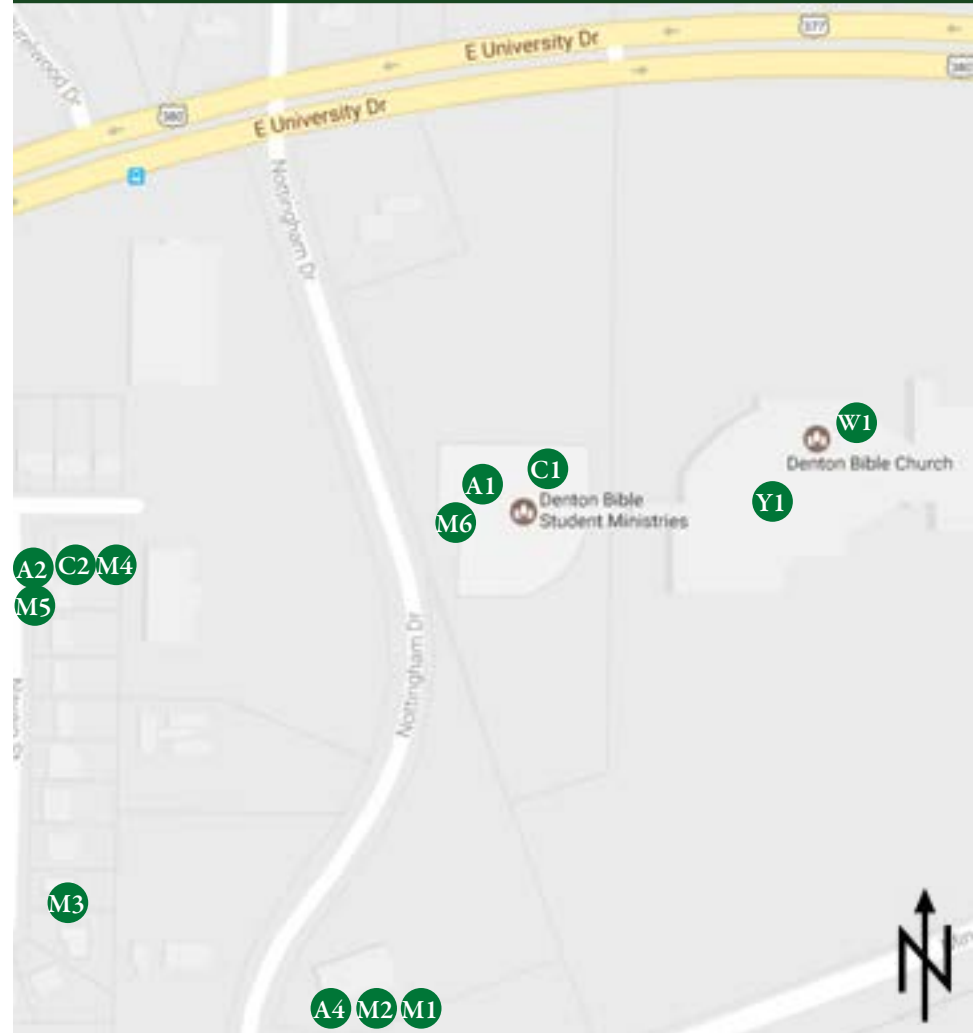 377
E University Dr
380
380
E University Dr
Nottingham Dr
W1
Denton Bible Church
C1
A1
Y1
Denton Bible
Student Ministries
M6
A2 C2 M4
M5
Nottingham Dr
M3
N
A4 M2 M1